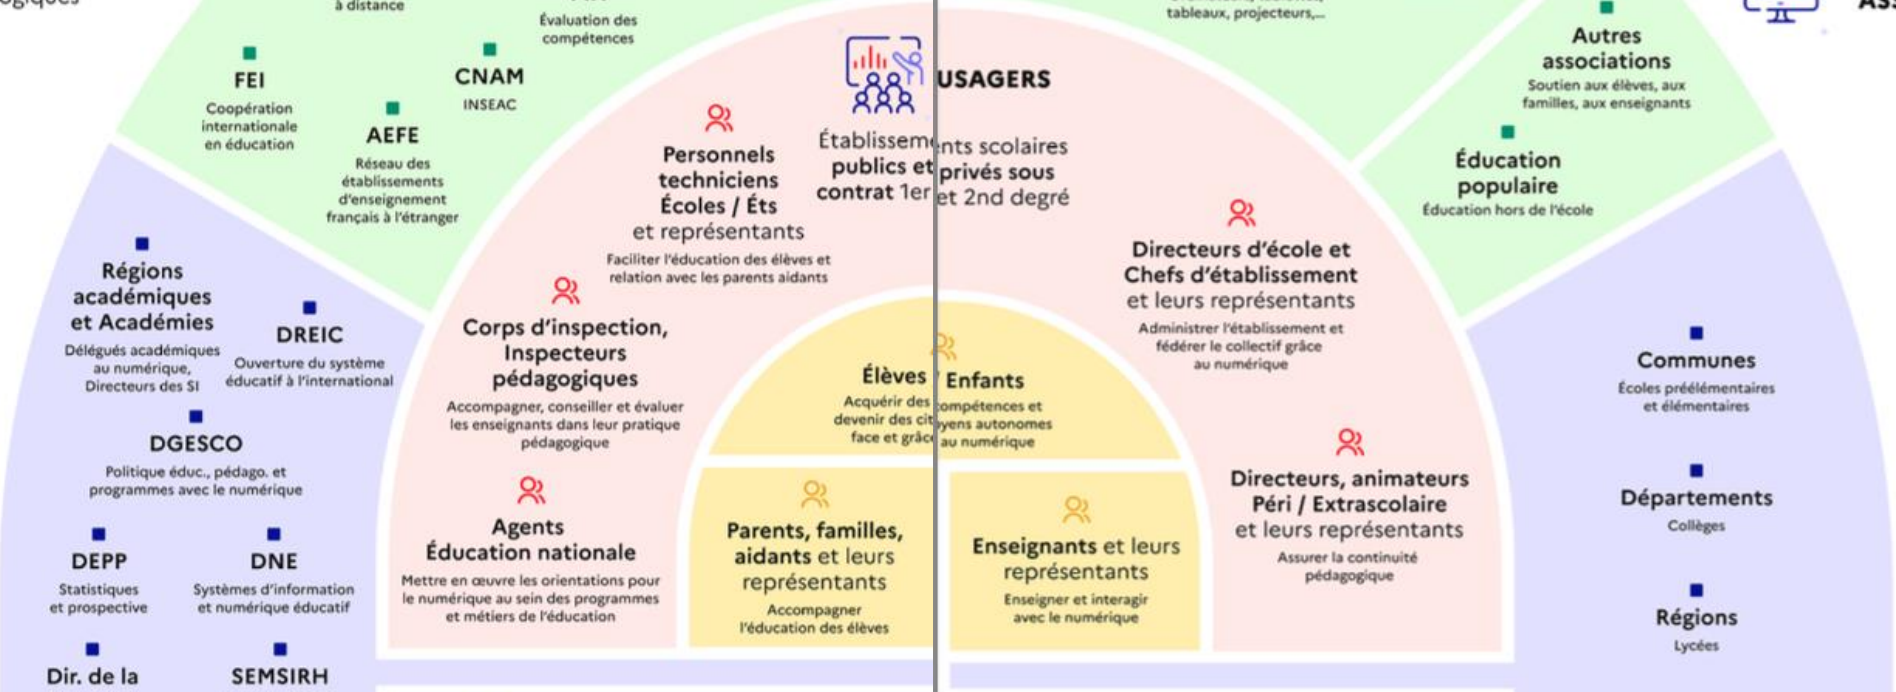 à distance
Évaluation des
compétences
FEI
Coopération
internationale
en éducation
CNAM
INSEAC
AEFE
Réseau des
établissements
d'enseignement
français à l'étranger
tableaux, projecteurs,...
Autres
associations
Soutien aux élèves, aux
familles, aux enseignants
Éducation
populaire
Éducation hors de l'école
USAGERS
Établissements scolaires
publics et privés sous
contrat 1er et 2nd degré
Personnels
techniciens
Écoles / Éts
et représentants
Faciliter l'éducation des élèves et
relation avec les parents aidants
Corps d'inspection,
Inspecteurs
pédagogiques
Accompagner, conseiller et évaluer
les enseignants dans leur pratique
pédagogique
Agents
Éducation nationale
Mettre en œuvre les orientations pour
le numérique au sein des programmes
et métiers de l'éducation
Directeurs d'école et
Chefs d'établissement
et leurs représentants
Administrer l'établissement et
fédérer le collectif grâce
au numérique
Directeurs, animateurs
Péri / Extrascolaire
et leurs représentants
Assurer la continuité
pédagogique
Élèves / Enfants
Acquérir des compétences et
devenir des citoyens autonomes
face et grâce au numérique
Parents, familles,
aidants et leurs
représentants
Accompagner
l'éducation des élèves
Enseignants et leurs
représentants
Enseigner et interagir
avec le numérique
Régions
académiques
et Académies
Délégués académiques
au numérique,
Directeurs des SI
DREIC
Ouverture du système
éducatif à l'international
DGESCO
Politique éduc., pédago. et
programmes avec le numérique
DEPP
Statistiques
et prospective
DNE
Systèmes d'information
et numérique éducatif
Dir. de la
SEMSIRH
Communes
Écoles préélémentaires
et élémentaires
Départements
Collèges
Régions
Lycées